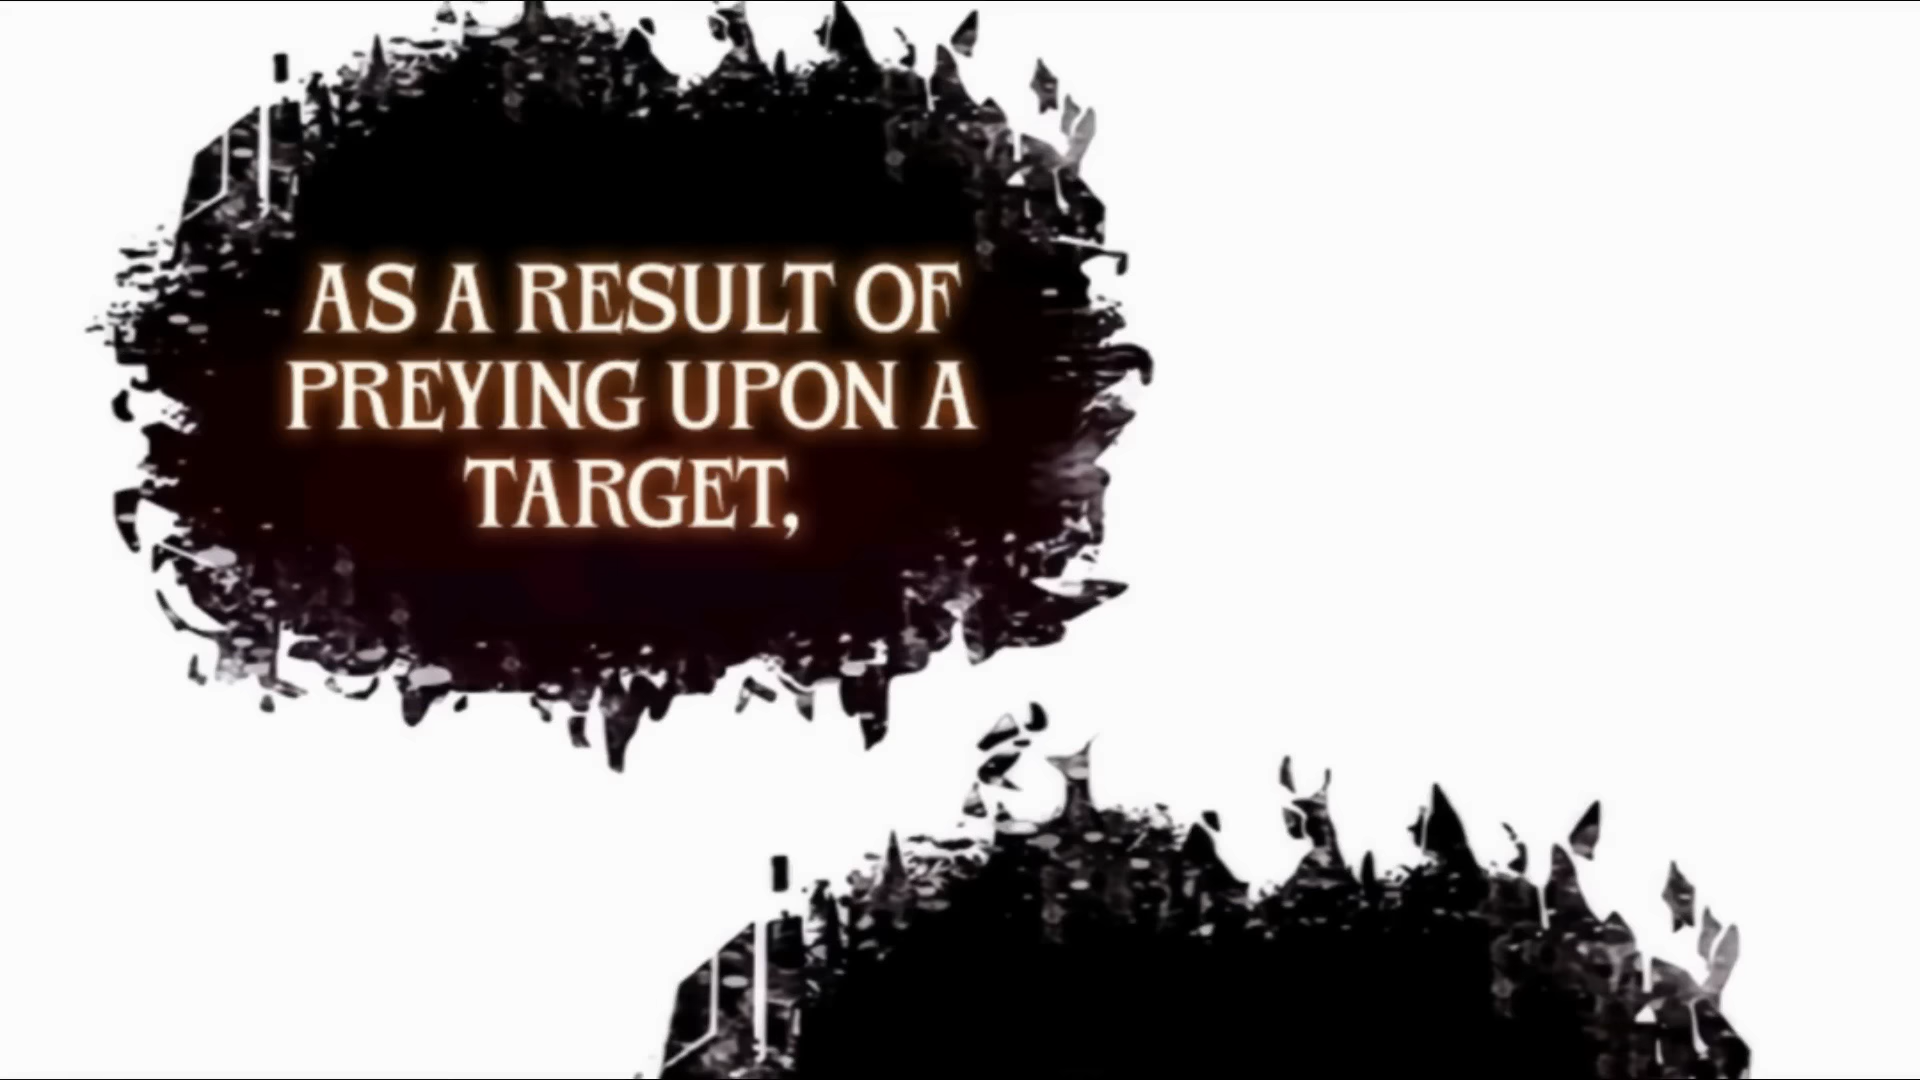 AS A RESULT OF
PREYING UPON A
TARGET,